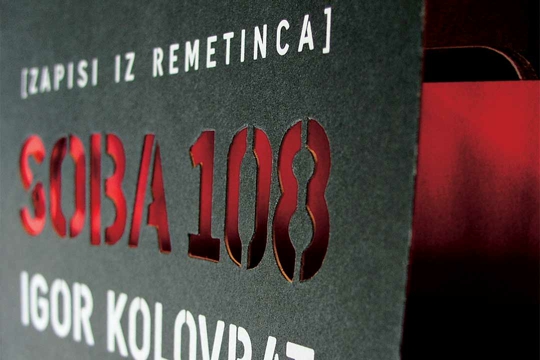 [ZAPISI IZ REMETINCA]
SOBA 108
IGOR KOLOVRAT